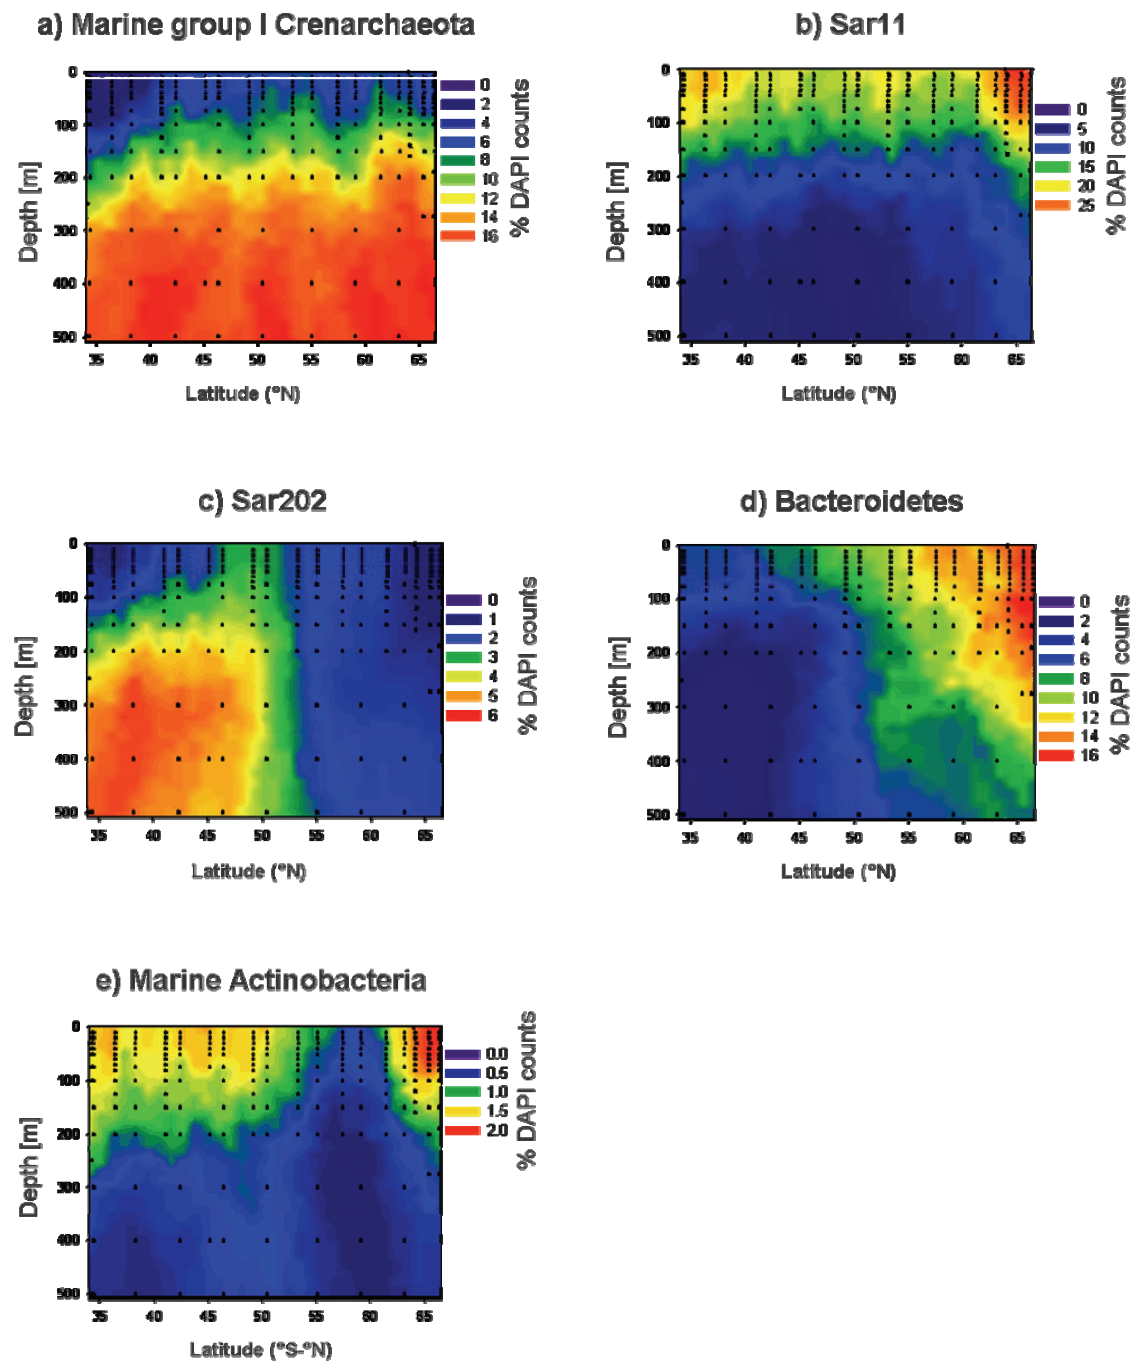 a) Marine group I Crenarchaeota
b) Sar11
0
100
200
300
400
500
Depth [m]
35 40 45 50 55 60 65
Latitude (°N)
0
2
4
6
8
10
12
14
16
% DAPI counts
0
100
200
300
400
500
Depth [m]
35 40 45 50 55 60 65
Latitude (°N)
0
5
10
15
20
25
% DAPI counts
c) Sar202
d) Bacteroidetes
0
100
200
300
400
500
Depth [m]
35 40 45 50 55 60 65
Latitude (°N)
0
1
2
3
4
5
6
% DAPI counts
0
100
200
300
400
500
Depth [m]
35 40 45 50 55 60 65
Latitude (°N)
0
2
4
6
8
10
12
14
16
% DAPI counts
e) Marine Actinobacteria
0
100
200
300
400
500
Depth [m]
35 40 45 50 55 60 65
Latitude (°S-°N)
0.0
0.5
1.0
1.5
2.0
% DAPI counts